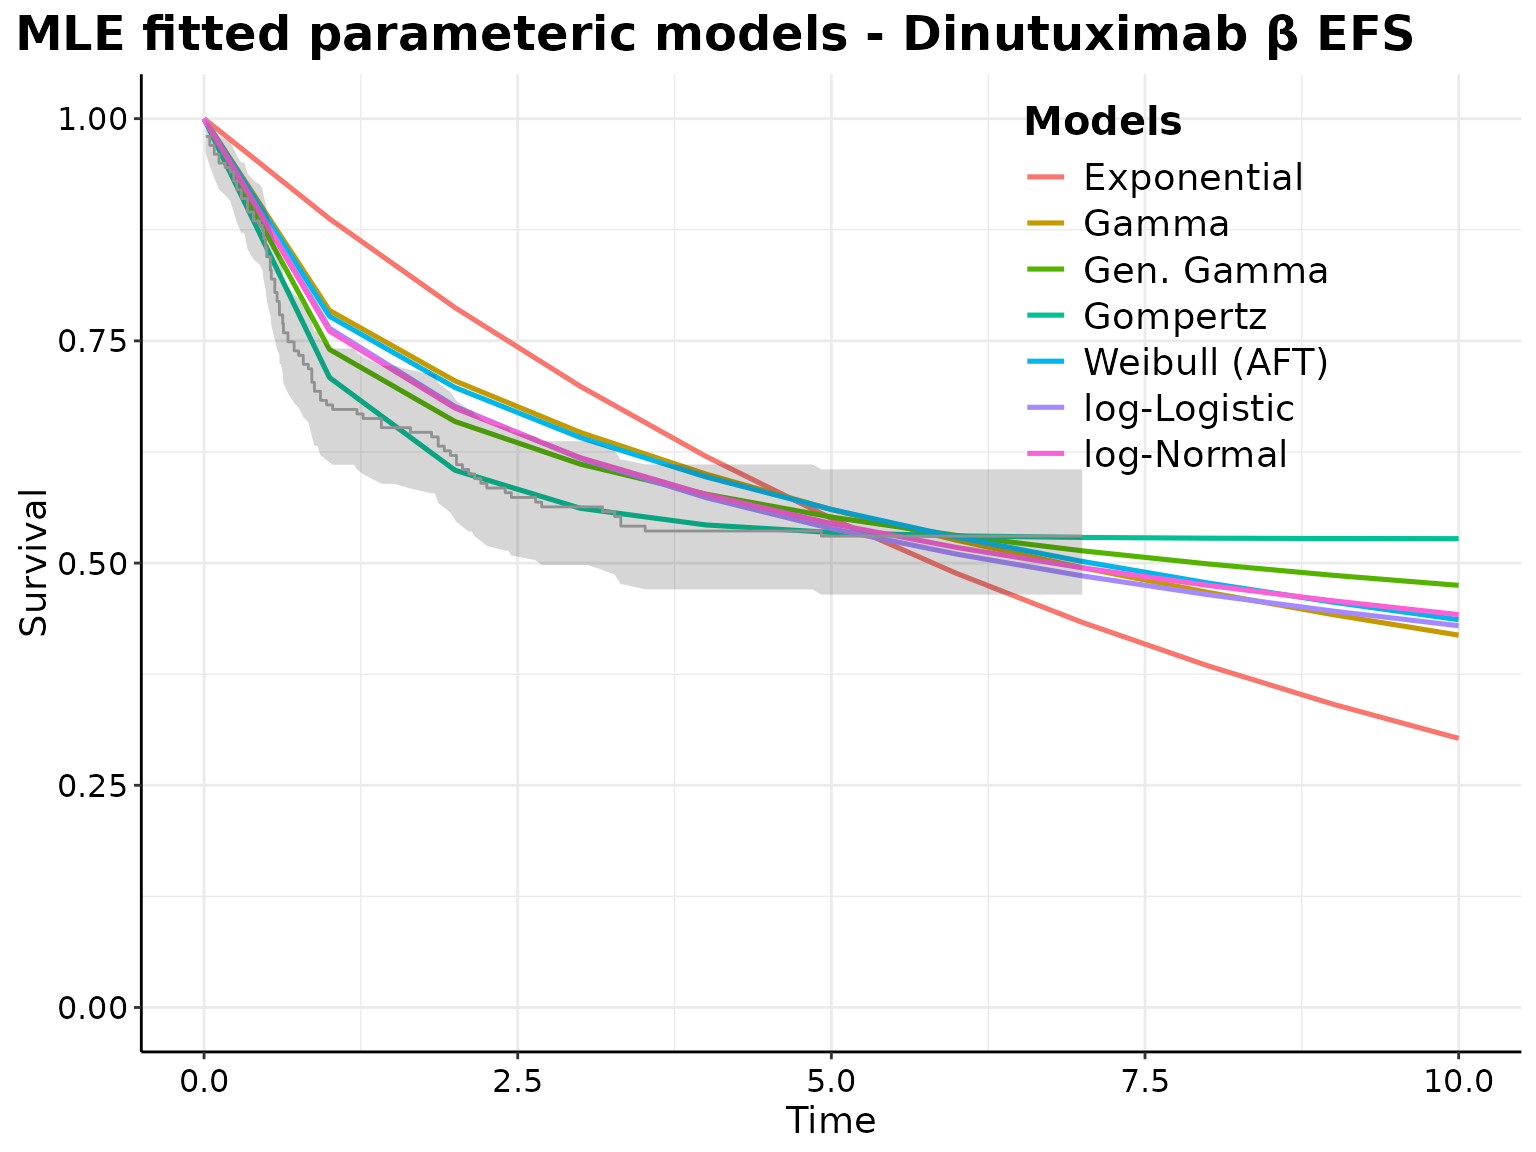 MLE fitted parameteric models - Dinutuximab β EFS
Models
Exponential
Gamma
Gen. Gamma
Gompertz
Weibull (AFT)
log-Logistic
log-Normal
1.00
0.75
0.50
0.25
0.00
Survival
0.0 2.5 5.0 7.5 10.0
Time